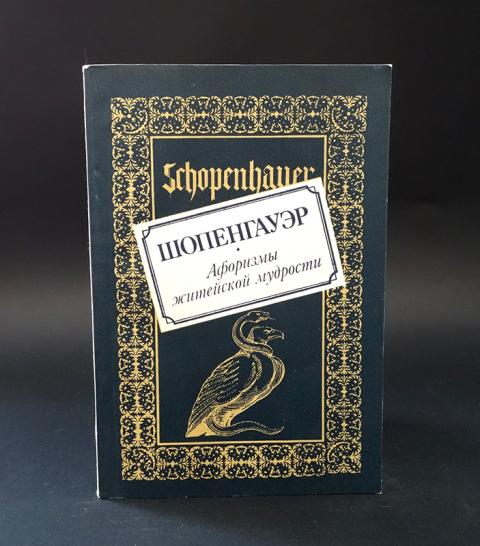 Schopenhauer
ШОПЕНГАУЭР
Афоризмы
житейской мудрости